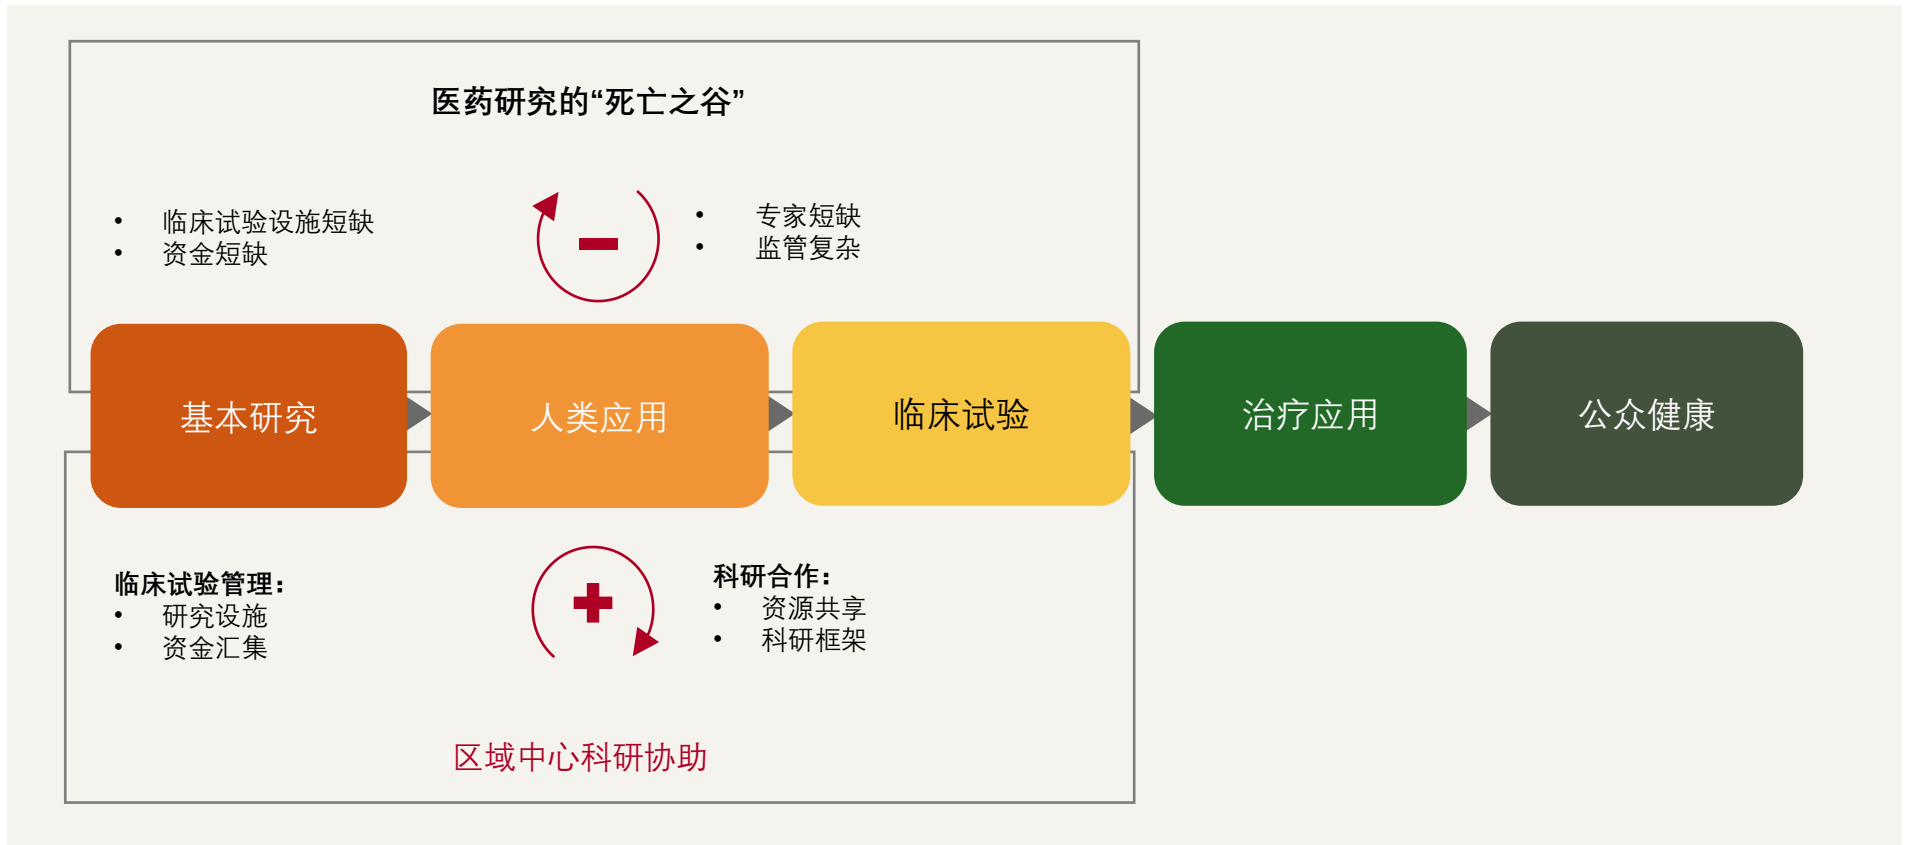 医药研究的“死亡之谷”
• 临床试验设施短缺
• 资金短缺
• 专家短缺
• 监管复杂
基本研究
人类应用
临床试验
治疗应用
公众健康
临床试验管理:
• 研究设施
• 资金汇集
科研合作:
• 资源共享
• 科研框架
区域中心科研协助